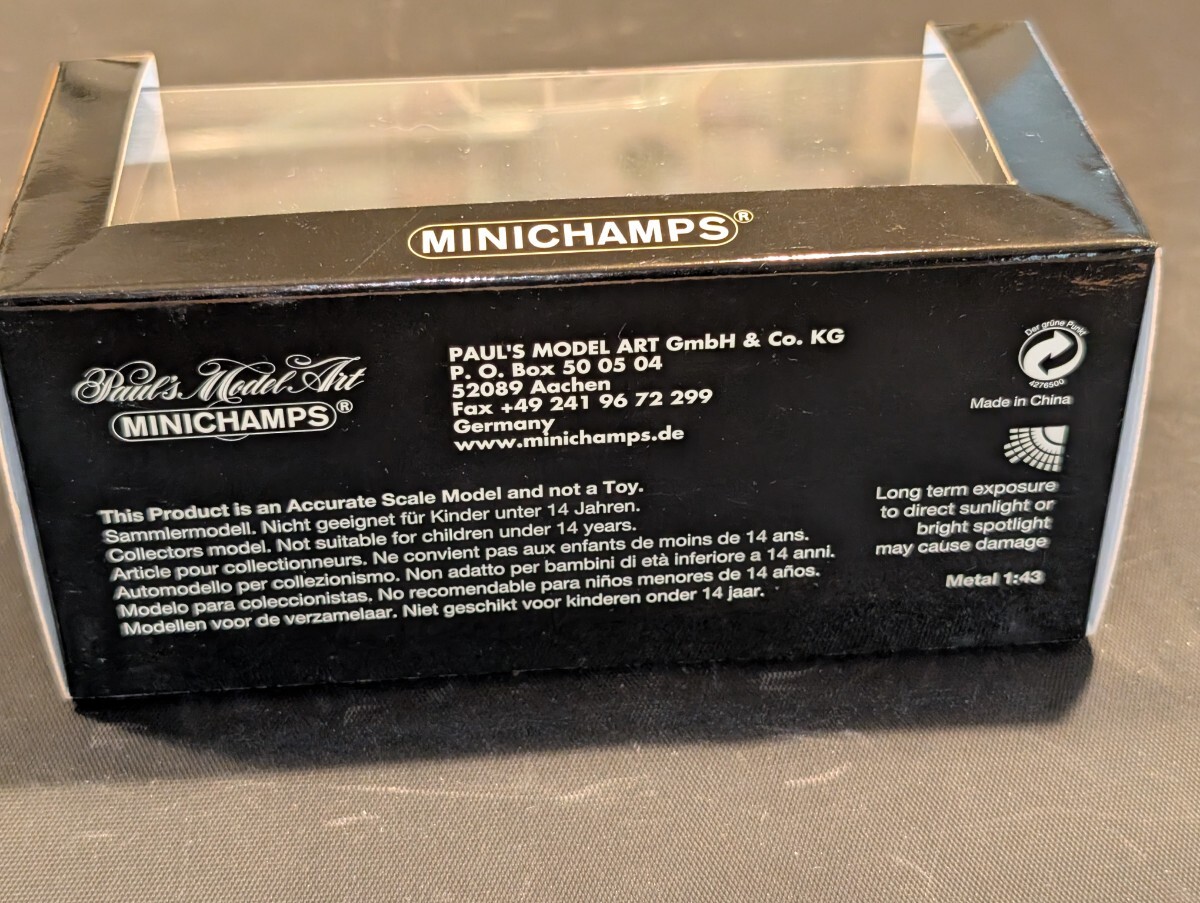 MINICHAMPS®
Paul's Model Art
MINICHAMPS®
PAUL'S MODEL ART GmbH & Co. KG
P. O. Box 50 05 04
52089 Aachen
Fax +49 241 96 72 299
Germany
www.minichamps.de
Der grüne Punkt
4276500
Made in China
This Product is an Accurate Scale Model and not a Toy.
Sammlermodell. Nicht geeignet für Kinder unter 14 Jahren.
Collectors model. Not suitable for children under 14 years.
Article pour collectionneurs. Ne convient pas aux enfants de moins de 14 ans.
Automodello per collezionismo. Non adatto per bambini di età inferiore a 14 anni.
Modelo para coleccionistas. No recomendable para niños menores de 14 años.
Modellen voor de verzamelaar. Niet geschikt voor kinderen onder 14 jaar.
Long term exposure
to direct sunlight or
bright spotlight
may cause damage
Metal 1:43